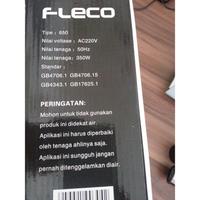 FLECO
Tipe : 650
Nilai voltase : AC220V
Nilai tenaga : 50Hz
Nilai tenaga : 350W
Standar :
GB4706.1 GB4706.15
GB4343.1 GB17625.1
PERINGATAN:
Mohon untuk tidak gunakan
produk ini didekat air.
Aplikasi ini harus diperbaiki
oleh tenaga ahlinya saja.
Aplikasi ini sungguh jangan
pernah ditenggelamkan diair.